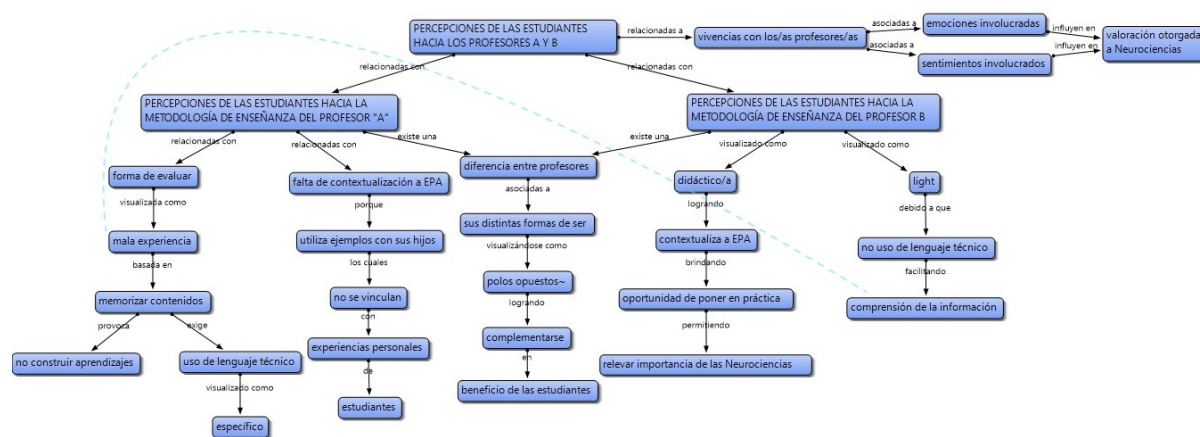 PERCEPCIONES DE LAS ESTUDIANTES
HACIA LOS PROFESORES A Y B
relacionadas a
vivencias con los/as profesores/as
asociadas a
emociones involucradas
influyen en
asociadas a
sentimientos involucrados
influyen en
valoración otorgada
a Neurociencias
relacionadas con
relacionadas con
PERCEPCIONES DE LAS ESTUDIANTES HACIA LA
METODOLOGÍA DE ENSEÑANZA DEL PROFESOR "A"
PERCEPCIONES DE LAS ESTUDIANTES HACIA LA
METODOLOGÍA DE ENSEÑANZA DEL PROFESOR B
relacionadas con
forma de evaluar
visualizada como
mala experiencia
basada en
memorizar contenidos
provoca
no construir aprendizajes
exige
uso de lenguaje técnico
visualizado como
específico
relacionadas con
falta de contextualización a EPA
porque
utiliza ejemplos con sus hijos
los cuales
no se vinculan
con
experiencias personales
de
estudiantes
existe una
existe una
diferencia entre profesores
asociadas a
sus distintas formas de ser
visualizándose como
polos opuestos~
logrando
complementarse
en
beneficio de las estudiantes
visualizado como
didáctico/a
logrando
contextualiza a EPA
brindando
oportunidad de poner en práctica
permitiendo
relevar importancia de las Neurociencias
visualizado como
light
debido a que
no uso de lenguaje técnico
facilitando
comprensión de la información